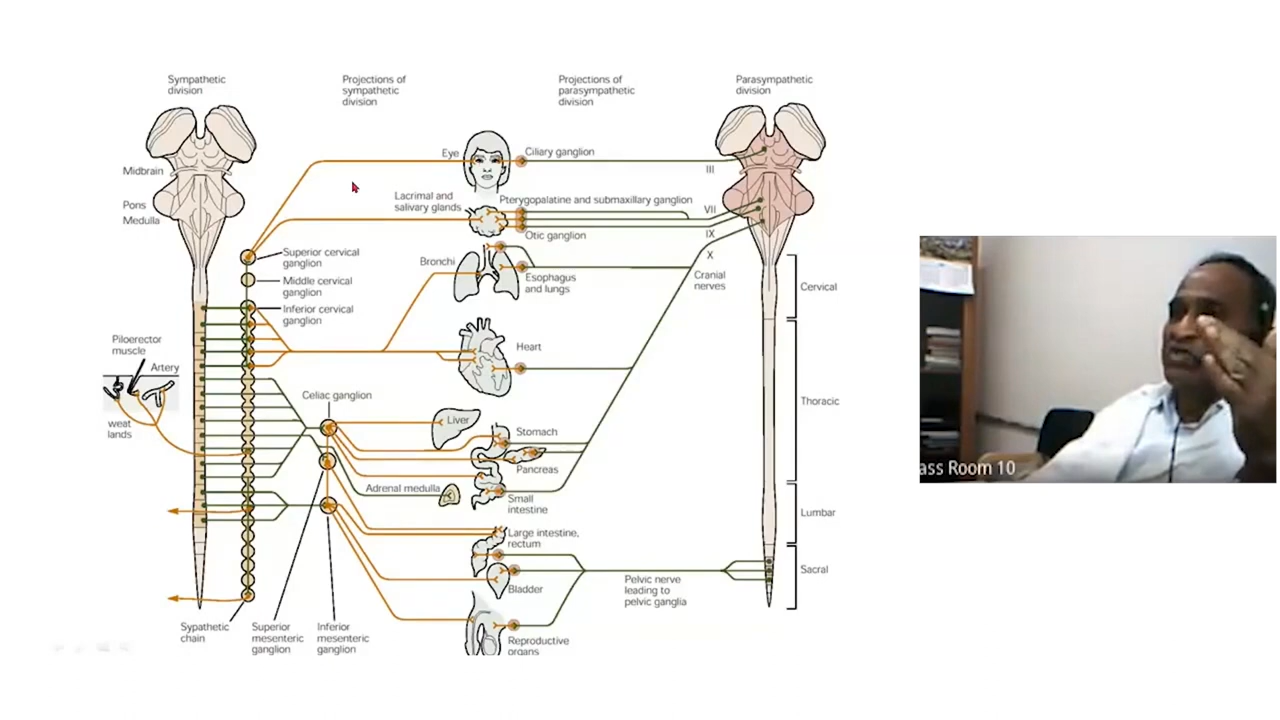 Sympathetic
division
Projections of
sympathetic
division
Projections of
parasympathetic
division
Parasympathetic
division
Midbrain
Pons
Medulla
Eye
Ciliary ganglion
III
Lacrimal and
salivary glands
Pterygopalatine and submaxillary ganglion
VII
Otic ganglion
IX
Superior cervical
ganglion
Bronchi
X
Middle cervical
ganglion
Esophagus
and lungs
Cranial
nerves
Cervical
Inferior cervical
ganglion
Piloerector
muscle
Artery
Heart
weat
lands
Celiac ganglion
Thoracic
Liver
Stomach
Pancreas
Adrenal medulla
Small
intestine
Lumbar
Large intestine,
rectum
Sacral
Bladder
Pelvic nerve
leading to
pelvic ganglia
Sypathetic
chain
Superior
mesenteric
ganglion
Inferior
mesenteric
ganglion
Reproductive
organs
ass Room 10